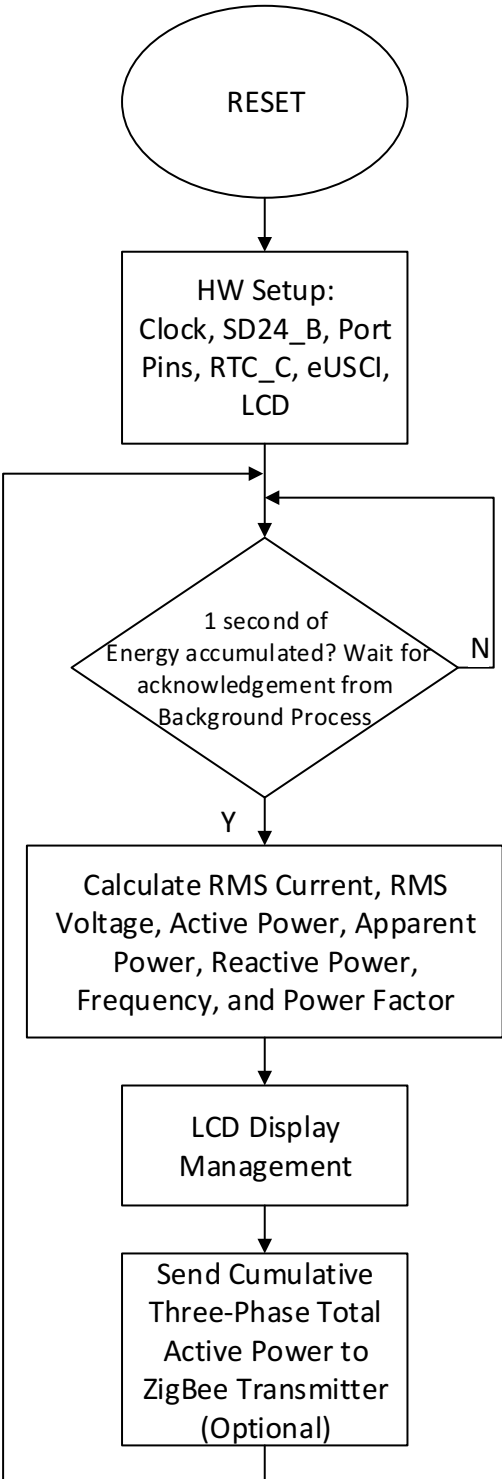 RESET
HW Setup:
Clock, SD24_B, Port
Pins, RTC_C, eUSCI,
LCD
1 second of
Energy accumulated? Wait for
acknowledgement from
Background Process
N
Y
Calculate RMS Current, RMS
Voltage, Active Power, Apparent
Power, Reactive Power,
Frequency, and Power Factor
LCD Display
Management
Send Cumulative
Three-Phase Total
Active Power to
ZigBee Transmitter
(Optional)